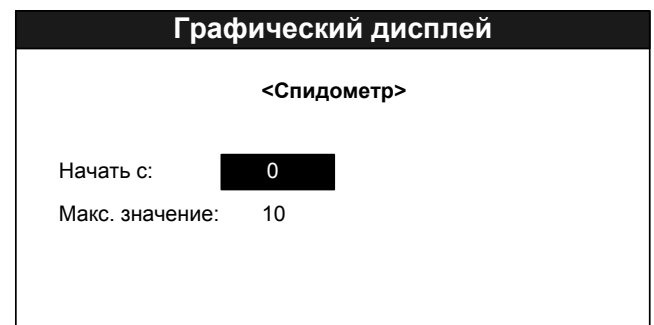 Графический дисплей
<Спидометр>
Начать с: 0
Макс. значение: 10